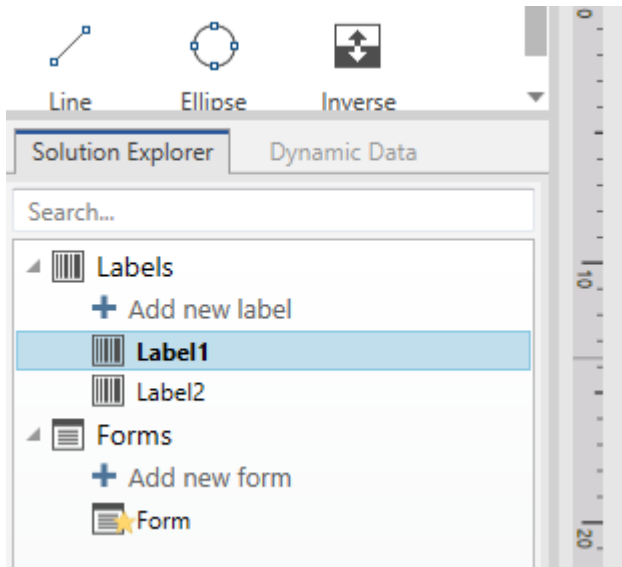 Line Ellipse Inverse
Solution Explorer Dynamic Data
Search...
Labels
+ Add new label
Label1
Label2
Forms
+ Add new form
Form
0
10
20